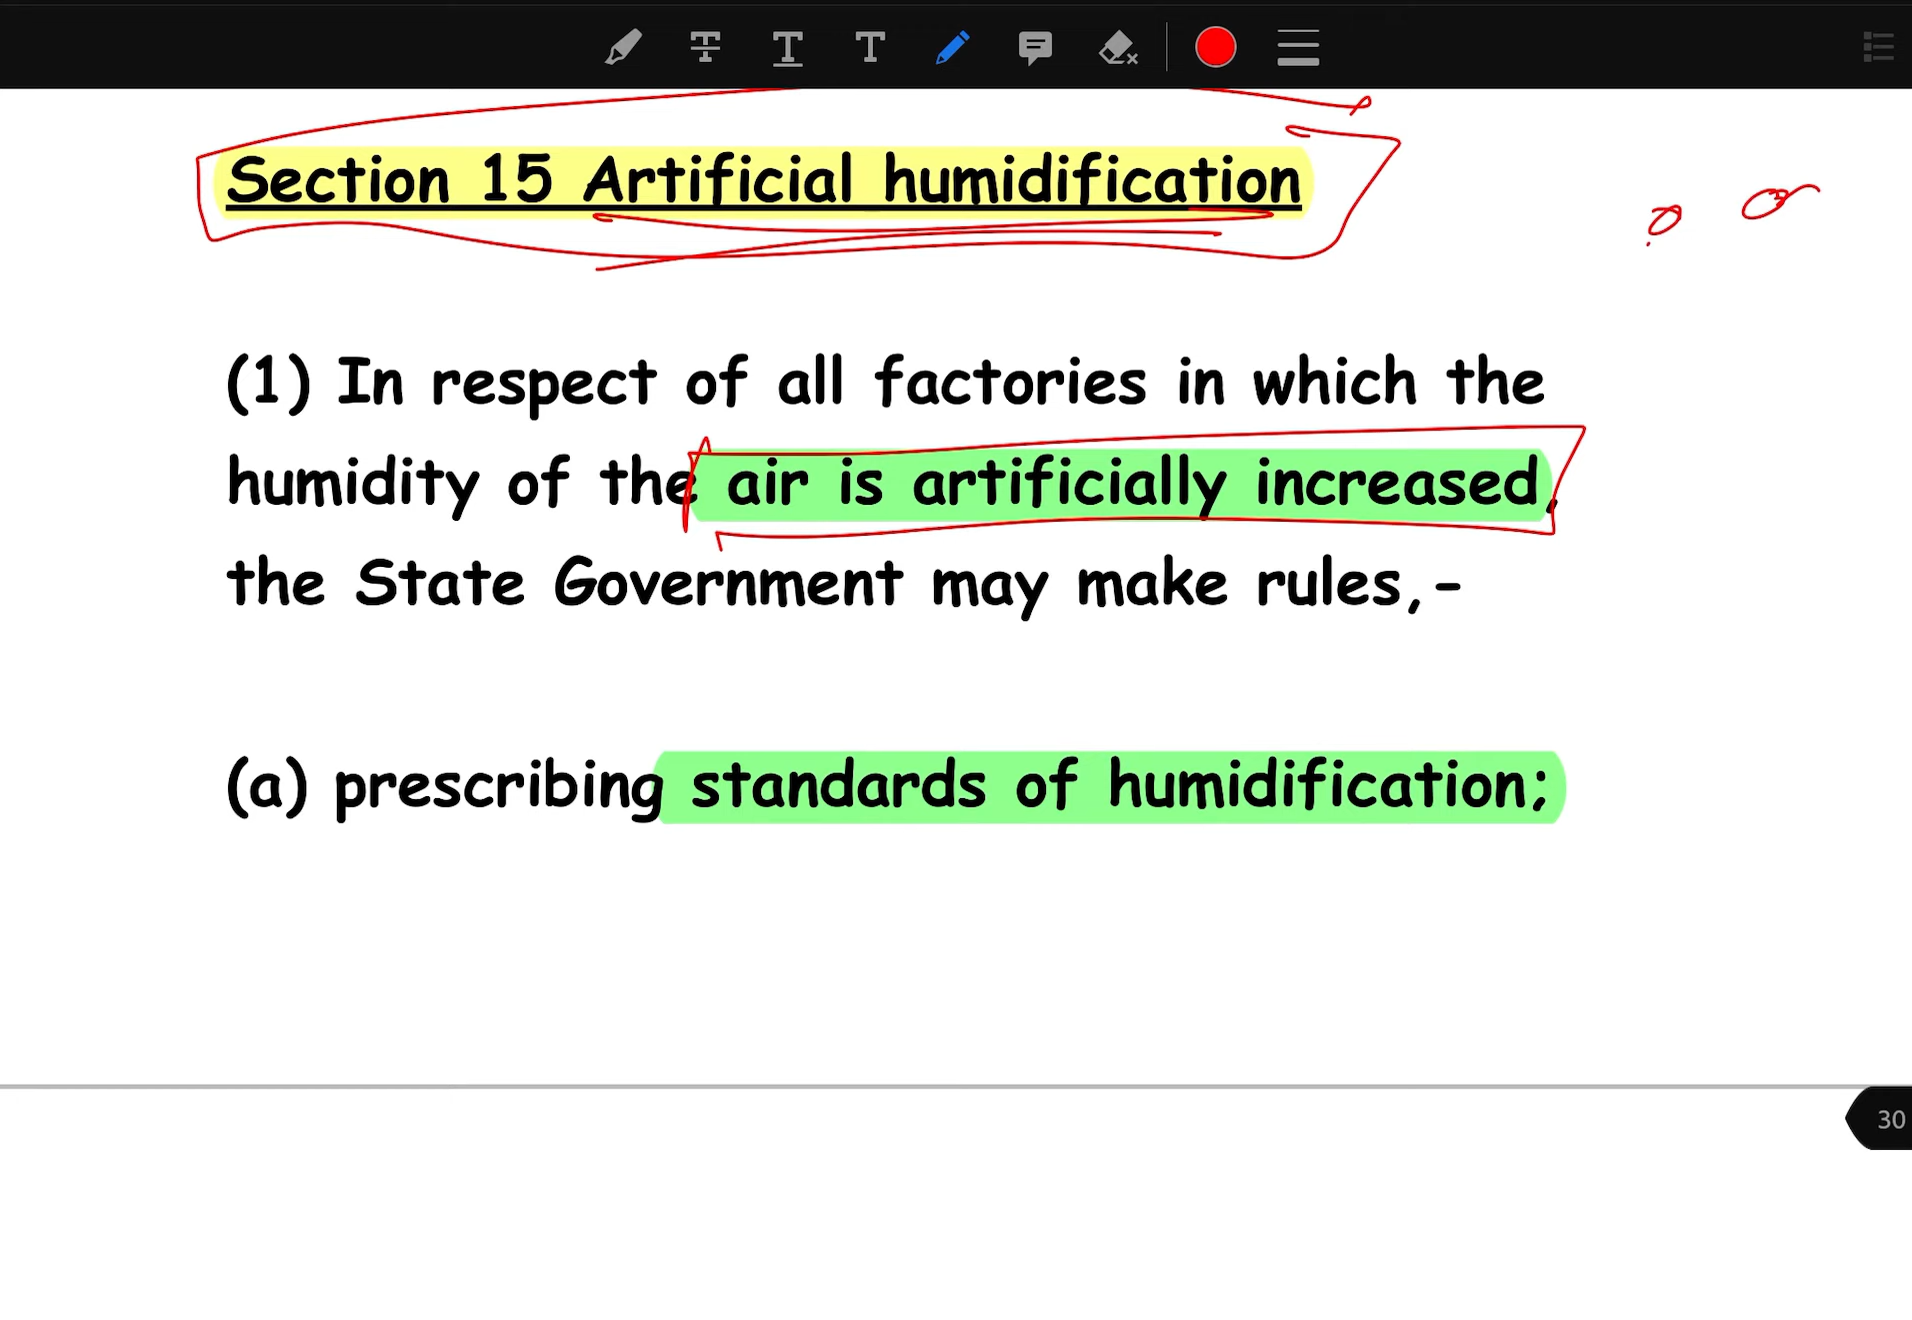 Section 15 Artificial humidification
(1) In respect of all factories in which the
humidity of the air is artificially increased,
the State Government may make rules,-
(a) prescribing standards of humidification;
30